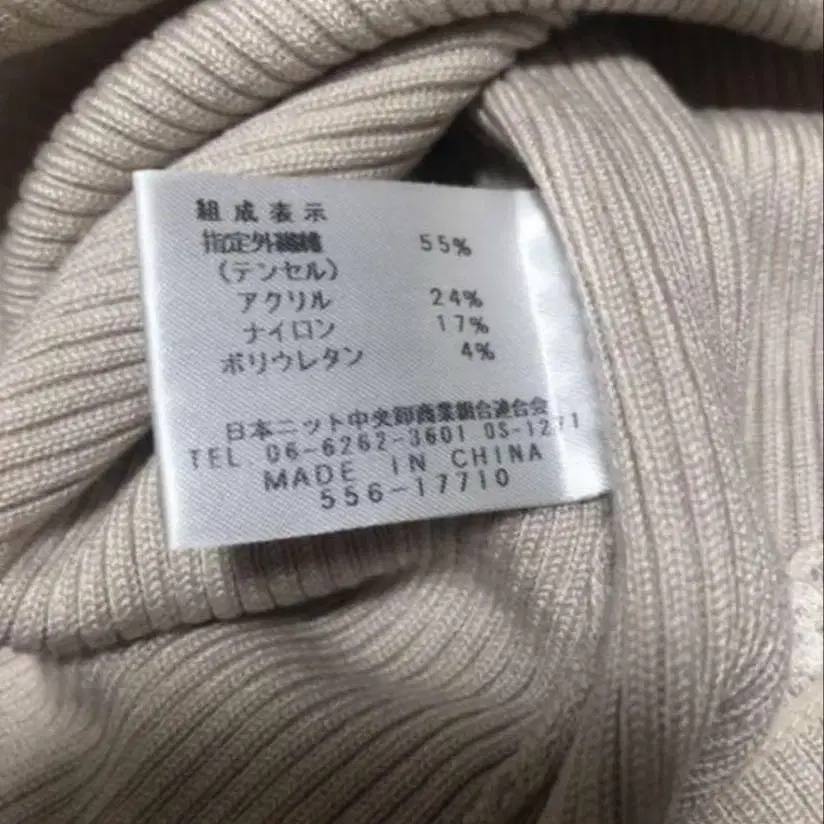 組成表示
指定外繊維 55%
(テンセル)
アクリル 24%
ナイロン 17%
ポリウレタン 4%
日本ニット中央卸商業組合連合会
TEL 06-6262-3601 OS-1271
MADE IN CHINA
556-17710